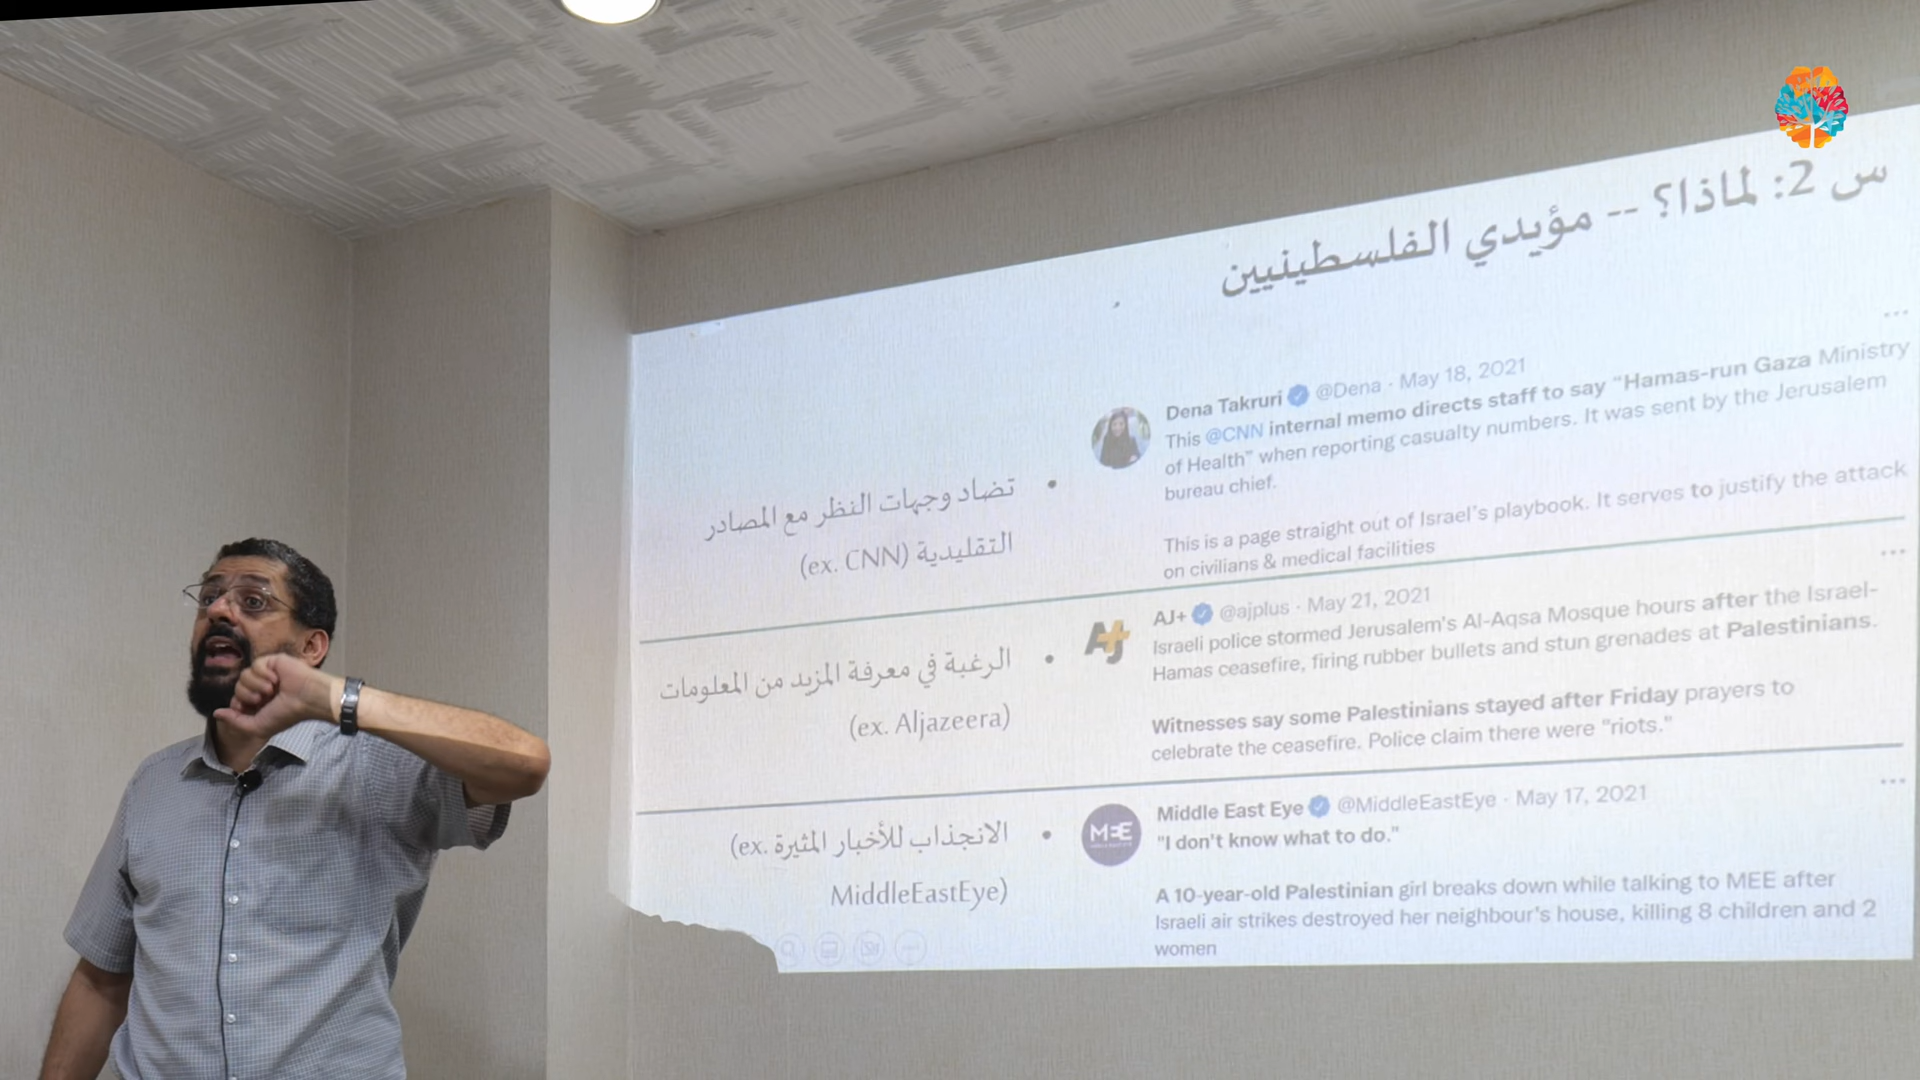 س 2: لماذا؟ -- مؤيدي الفلسطينيين
Dena Takruri @Dena · May 18, 2021
This @CNN internal memo directs staff to say "Hamas-run Gaza Ministry
of Health" when reporting casualty numbers. It was sent by the Jerusalem
bureau chief.
This is a page straight out of Israel's playbook. It serves to justify the attack
on civilians & medical facilities
• تضاد وجهات النظر مع المصادر
التقليدية (ex. CNN)
AJ+ @ajplus · May 21, 2021
Israeli police stormed Jerusalem's Al-Aqsa Mosque hours after the Israel-
Hamas ceasefire, firing rubber bullets and stun grenades at Palestinians.
Witnesses say some Palestinians stayed after Friday prayers to
celebrate the ceasefire. Police claim there were "riots."
• الرغبة في معرفة المزيد من المعلومات
(ex. Aljazeera)
Middle East Eye @MiddleEastEye · May 17, 2021
"I don't know what to do."
A 10-year-old Palestinian girl breaks down while talking to MEE after
Israeli air strikes destroyed her neighbour's house, killing 8 children and 2
women
• الانجذاب للأخبار المثيرة (ex.
MiddleEastEye)
AJ+
MEE